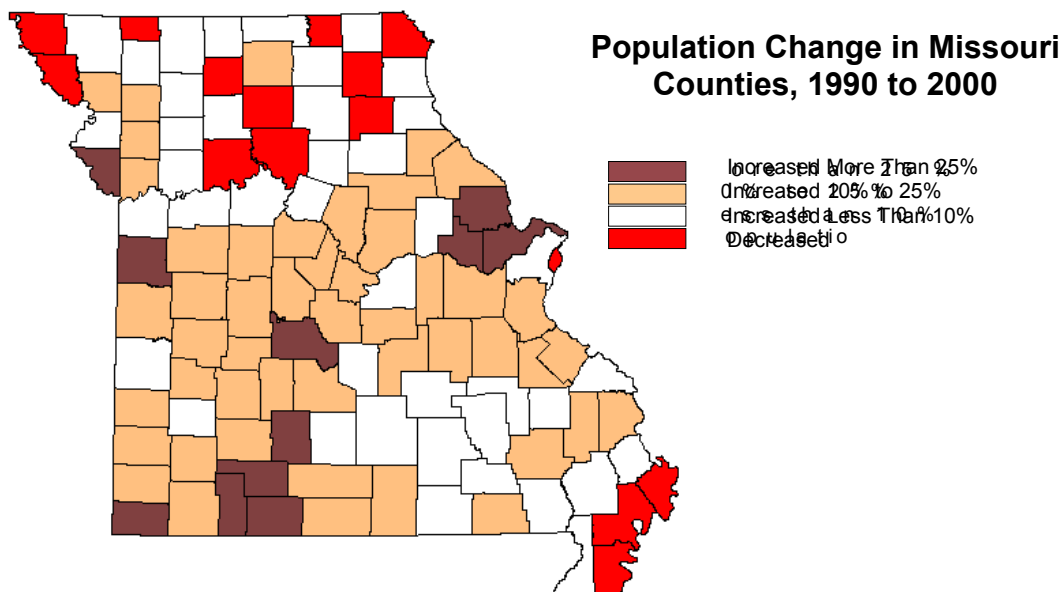 Population Change in Missouri
Counties, 1990 to 2000
Increased More Than 25%
Increased 10% to 25%
Increased Less Than 10%
Decreased